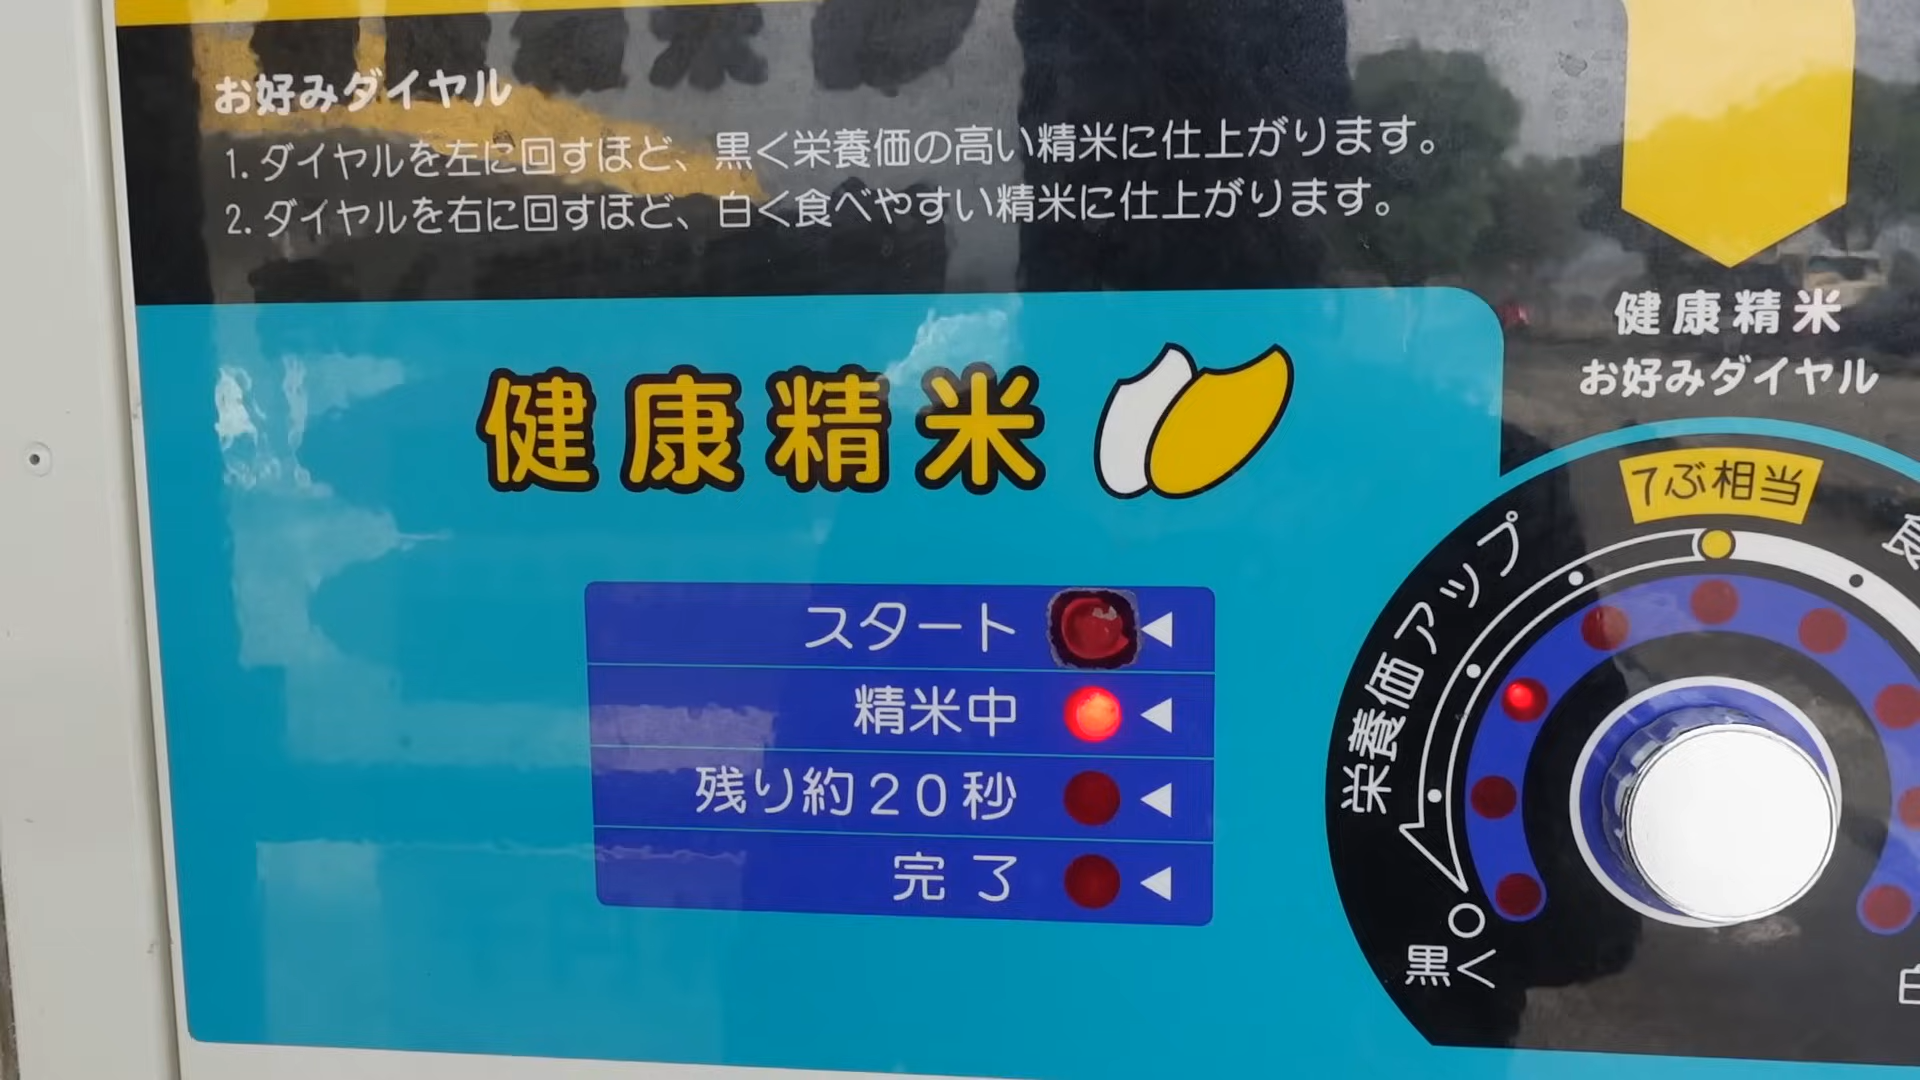 お好みダイヤル
1. ダイヤルを左に回すほど、黒く栄養価の高い精米に仕上がります。
2. ダイヤルを右に回すほど、白く食べやすい精米に仕上がります。
健康精米
お好みダイヤル
健康精米
7ぶ相当
栄養価アップ
スタート
精米中
残り約20秒
完了
黒く